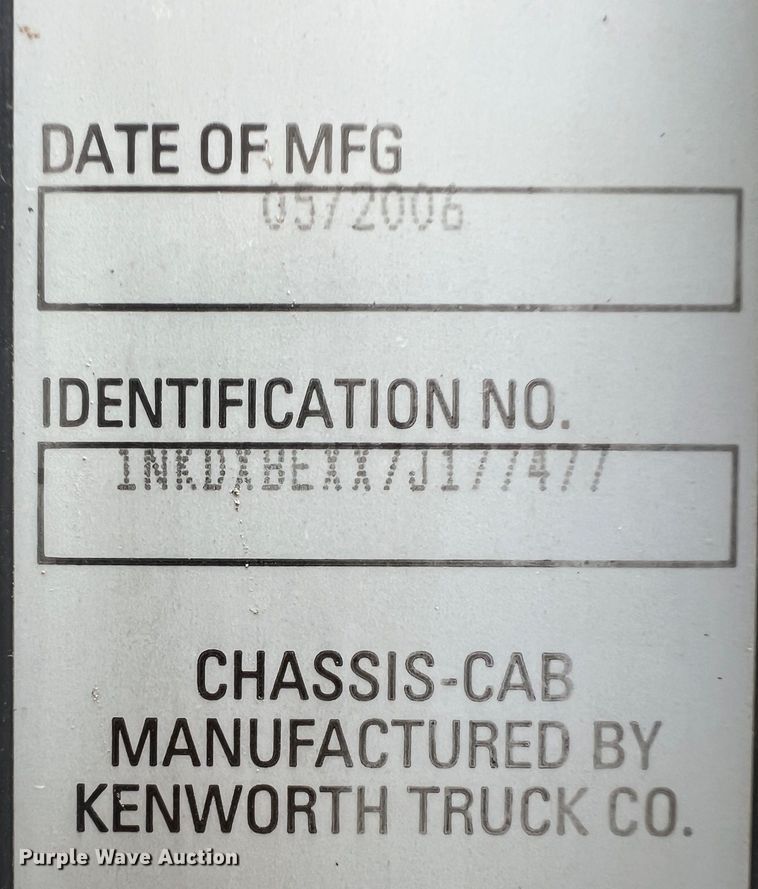 DATE OF MFG
05/2006
IDENTIFICATION NO.
1NKDXBEXX7J177477
CHASSIS-CAB
MANUFACTURED BY
KENWORTH TRUCK CO.
Purple Wave Auction